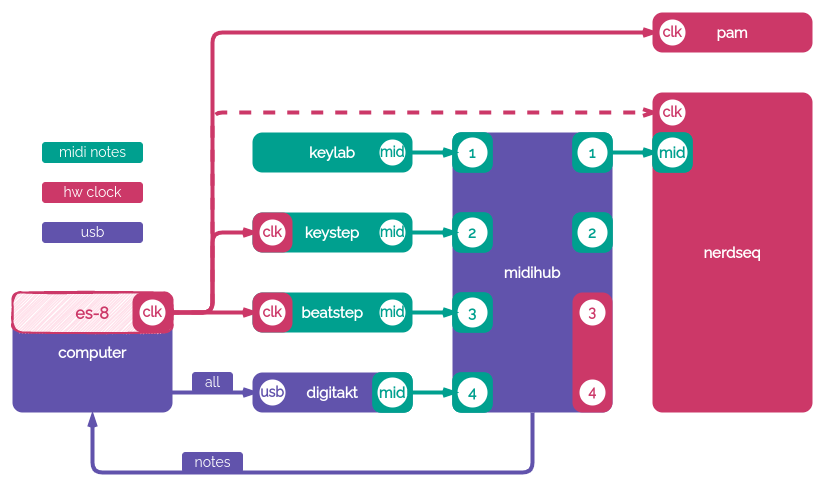 clk pam
clk
midi notes
keylab mid 1 1 mid
hw clock
usb
clk keystep mid 2 2
midihub
nerdseq
es-8 clk
clk beatstep mid 3 3
computer
all
usb digitakt mid 4 4
notes